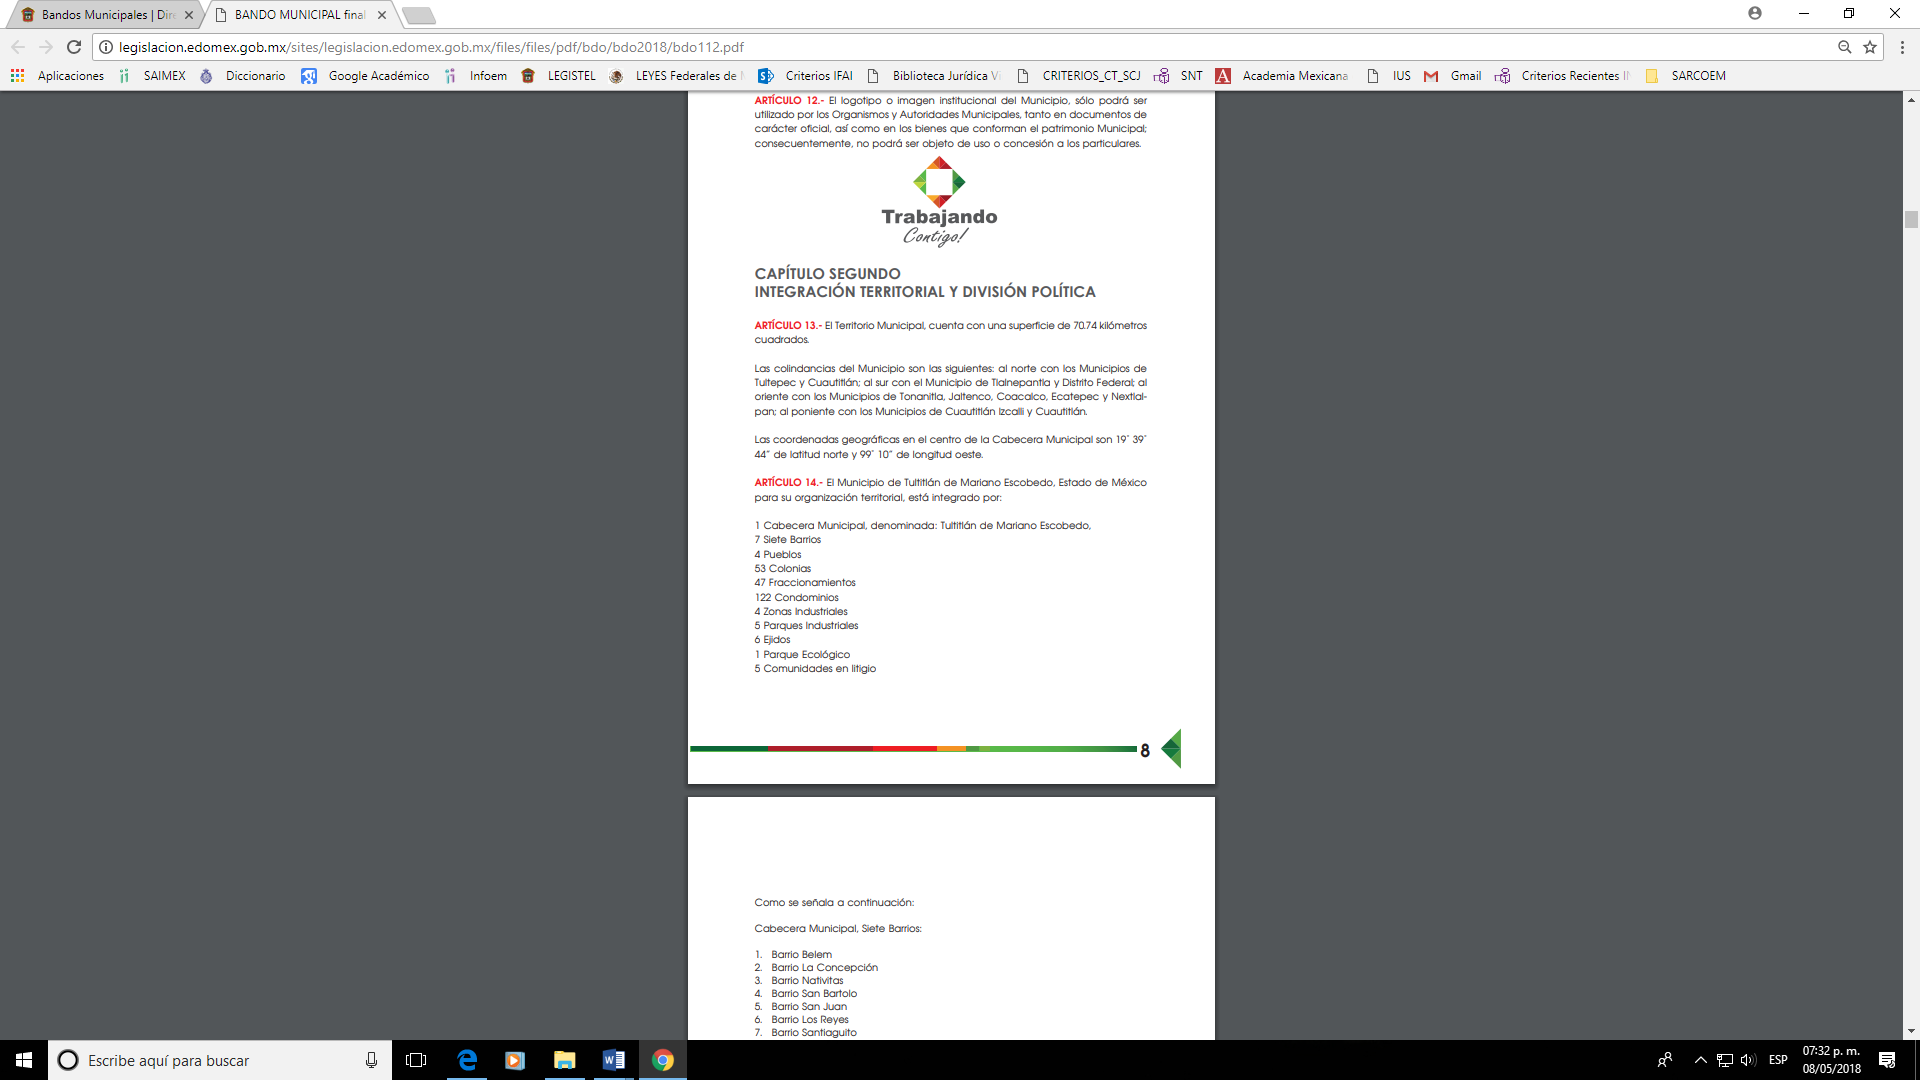 Bandos Municipales | Dire
BANDO MUNICIPAL final
legislacion.edomex.gob.mx/sites/legislacion.edomex.gob.mx/files/files/pdf/bdo/bdo2018/bdo112.pdf
Aplicaciones SAIMEX Diccionario Google Académico Infoem LEGISTEL LEYES Federales de M Criterios IFAI Biblioteca Jurídica Vi CRITERIOS_CT_SCJ SNT Academia Mexicana IUS Gmail Criterios Recientes IN SARCOEM
ARTÍCULO 12.- El logotipo o imagen institucional del Municipio, sólo podrá ser
utilizado por los Organismos y Autoridades Municipales, tanto en documentos de
carácter oficial, así como en los bienes que conforman el patrimonio Municipal;
consecuentemente, no podrá ser objeto de uso o concesión a los particulares.
Trabajando
Contigo!
CAPÍTULO SEGUNDO
INTEGRACIÓN TERRITORIAL Y DIVISIÓN POLÍTICA
ARTÍCULO 13.- El Territorio Municipal, cuenta con una superficie de 70.74 kilómetros
cuadrados.
Las colindancias del Municipio son las siguientes: al norte con los Municipios de
Tultepec y Cuautitlán; al sur con el Municipio de Tlalnepantla y Distrito Federal; al
oriente con los Municipios de Tonanitla, Jaltenco, Coacalco, Ecatepec y Nextlal-
pan; al poniente con los Municipios de Cuautitlán Izcalli y Cuautitlán.
Las coordenadas geográficas en el centro de la Cabecera Municipal son 19° 39"
44" de latitud norte y 99° 10" de longitud oeste.
ARTÍCULO 14.- El Municipio de Tultitlán de Mariano Escobedo, Estado de México
para su organización territorial, está integrado por:
1 Cabecera Municipal, denominada: Tultitlán de Mariano Escobedo,
7 Siete Barrios
4 Pueblos
53 Colonias
47 Fraccionamientos
122 Condominios
4 Zonas Industriales
5 Parques Industriales
6 Ejidos
1 Parque Ecológico
5 Comunidades en litigio
8
Como se señala a continuación:
Cabecera Municipal, Siete Barrios:
1. Barrio Belem
2. Barrio La Concepción
3. Barrio Nativitas
4. Barrio San Bartolo
5. Barrio San Juan
6. Barrio Los Reyes
7. Barrio Santiaguito
Escribe aquí para buscar
ESP
07:32 p. m.
08/05/2018